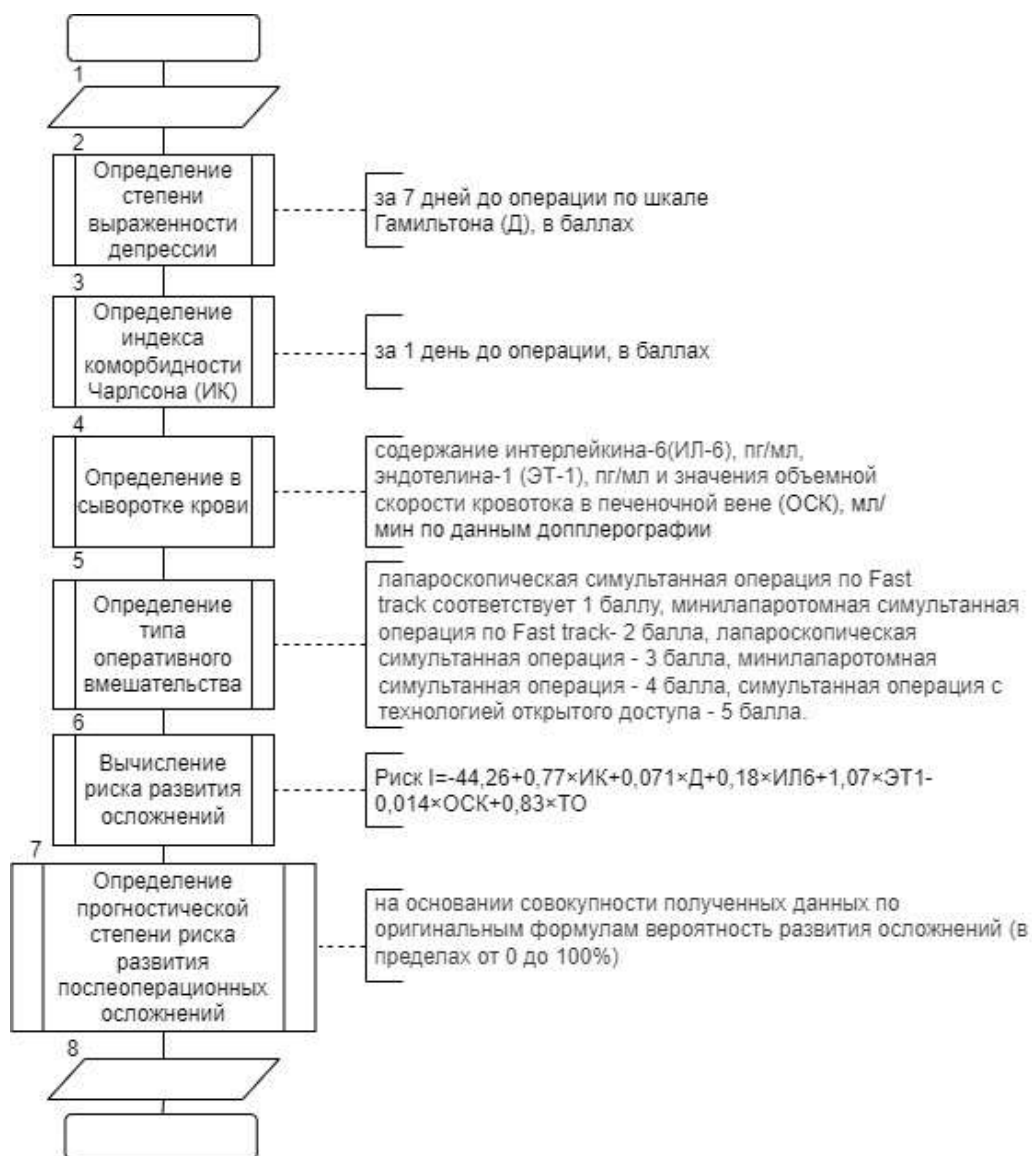 1
2
Определение
степени
выраженности
депрессии
за 7 дней до операции по шкале
Гамильтона (Д), в баллах
3
Определение
индекса
коморбидности
Чарлсона (ИК)
за 1 день до операции, в баллах
4
Определение в
сыворотке крови
содержание интерлейкина-6(ИЛ-6), пг/мл,
эндотелина-1 (ЭТ-1), пг/мл и значения объемной
скорости кровотока в печеночной вене (ОСК), мл/
мин по данным допплерографии
5
Определение
типа
оперативного
вмешательства
лапароскопическая симультанная операция по Fast
track соответствует 1 баллу, минилапаротомная симультанная
операция по Fast track- 2 балла, лапароскопическая
симультанная операция - 3 балла, минилапаротомная
симультанная операция - 4 балла, симультанная операция с
технологией открытого доступа - 5 балла.
6
Вычисление
риска развития
осложнений
Риск I=-44,26+0,77×ИК+0,071×Д+0,18×ИЛ6+1,07×ЭТ1-
0,014×ОСК+0,83×ТО
7
Определение
прогностической
степени риска
развития
послеоперационных
осложнений
на основании совокупности полученных данных по
оригинальным формулам вероятность развития осложнений (в
пределах от 0 до 100%)
8